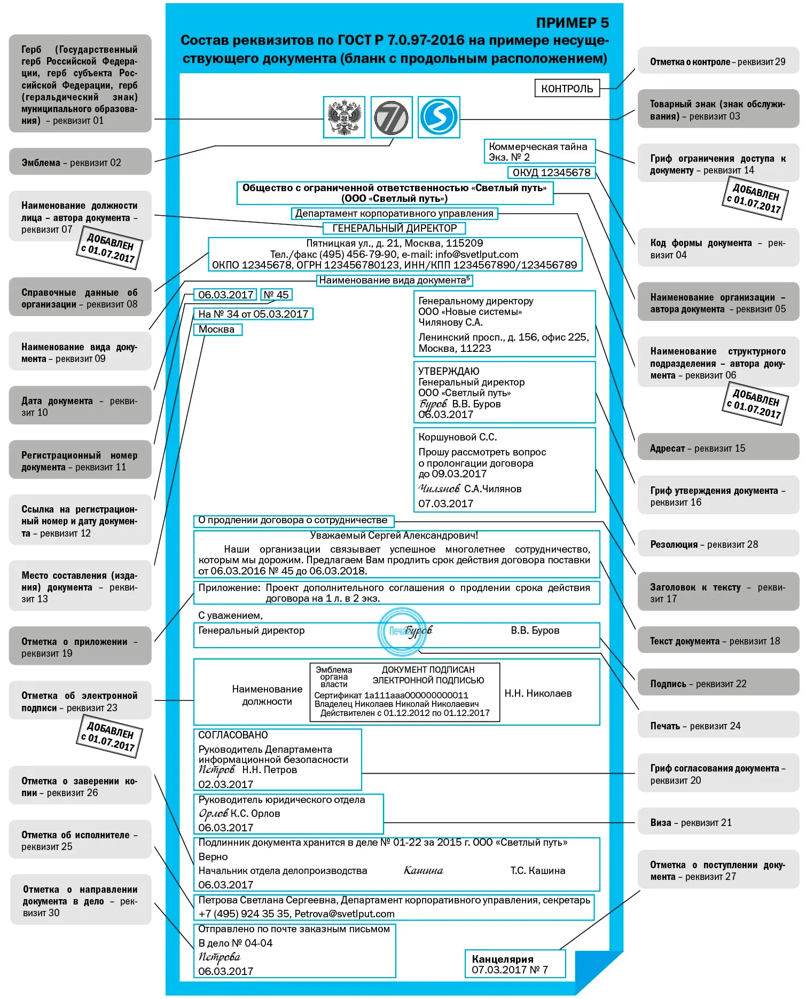 ПРИМЕР 5
Состав реквизитов по ГОСТ Р 7.0.97-2016 на примере несуще-
ствующего документа (бланк с продольным расположением)
Герб (Государственный
герб Российской Федера-
ции, герб субъекта Рос-
сийской Федерации, герб
(геральдический знак)
муниципального образова-
ния) – реквизит 01
Эмблема – реквизит 02
Наименование должности
лица – автора документа –
реквизит 07
ДОБАВЛЕН
с 01.07.2017
Справочные данные об
организации – реквизит 08
Наименование вида доку-
мента – реквизит 09
Дата документа – рекви-
зит 10
Регистрационный номер
документа – реквизит 11
Ссылка на регистрацион-
ный номер и дату докумен-
та – реквизит 12
Место составления (изда-
ния) документа – рекви-
зит 13
Отметка о приложении –
реквизит 19
Отметка об электронной
подписи – реквизит 23
ДОБАВЛЕН
с 01.07.2017
Отметка о заверении ко-
пии – реквизит 26
Отметка об исполнителе –
реквизит 25
Отметка о направлении
документа в дело – рек-
визит 30
КОНТРОЛЬ
7
S
Коммерческая тайна
Экз. № 2
ОКУД 12345678
Общество с ограниченной ответственностью «Светлый путь»
(ООО «Светлый путь»)
Департамент корпоративного управления
ГЕНЕРАЛЬНЫЙ ДИРЕКТОР
Пятницкая ул., д. 21, Москва, 115209
Тел./факс (495) 456-79-90, e-mail: info@svetlput.com
ОКПО 12345678, ОГРН 123456780123, ИНН/КПП 1234567890/123456789
Наименование вида документа⁵
06.03.2017 № 45
На № 34 от 05.03.2017
Москва
Генеральному директору
ООО «Новые системы»
Чилянову С.А.
Ленинский просп., д. 156, офис 225,
Москва, 11223
УТВЕРЖДАЮ
Генеральный директор
ООО «Светлый путь»
Буров В.В. Буров
06.03.2017
Коршуновой С.С.
Прошу рассмотреть вопрос
о пролонгации договора
до 09.03.2017
Чилянов С.А.Чилянов
07.03.2017
О продлении договора о сотрудничестве
Уважаемый Сергей Александрович!
Наши организации связывает успешное многолетнее сотрудничество,
которым мы дорожим. Предлагаем Вам продлить срок действия договора поставки
от 06.03.2016 № 45 до 06.03.2018.
Приложение: Проект дополнительного соглашения о продлении срока действия
договора на 1 л. в 2 экз.
С уважением,
Генеральный директор Печать Буров В.В. Буров
Наименование
должности
Эмблема
органа
власти
ДОКУМЕНТ ПОДПИСАН
ЭЛЕКТРОННОЙ ПОДПИСЬЮ
Сертификат 1а111ааа000000000011
Владелец Николаев Николай Николаевич
Действителен с 01.12.2012 по 01.12.2017
Н.Н. Николаев
СОГЛАСОВАНО
Руководитель Департамента
информационной безопасности
Петров Н.Н. Петров
02.03.2017
Руководитель юридического отдела
Орлов К.С. Орлов
06.03.2017
Подлинник документа хранится в деле № 01-22 за 2015 г. ООО «Светлый путь»
Верно
Начальник отдела делопроизводства Кашина Т.С. Кашина
06.03.2017
Петрова Светлана Сергеевна, Департамент корпоративного управления, секретарь
+7 (495) 924 35 35, Petrova@svetlput.com
Отправлено по почте заказным письмом
В дело № 04-04
Петрова
06.03.2017
Канцелярия
07.03.2017 № 7
Отметка о контроле – реквизит 29
Товарный знак (знак обслужи-
вания) – реквизит 03
Гриф ограничения доступа к
документу – реквизит 14
ДОБАВЛЕН
с 01.07.2017
Код формы документа – рек-
визит 04
Наименование организации –
автора документа – реквизит 05
Наименование структурного
подразделения – автора доку-
мента – реквизит 06
ДОБАВЛЕН
с 01.07.2017
Адресат – реквизит 15
Гриф утверждения документа –
реквизит 16
Резолюция – реквизит 28
Заголовок к тексту – рекви-
зит 17
Текст документа – реквизит 18
Подпись – реквизит 22
Печать – реквизит 24
Гриф согласования документа –
реквизит 20
Виза – реквизит 21
Отметка о поступлении доку-
мента – реквизит 27